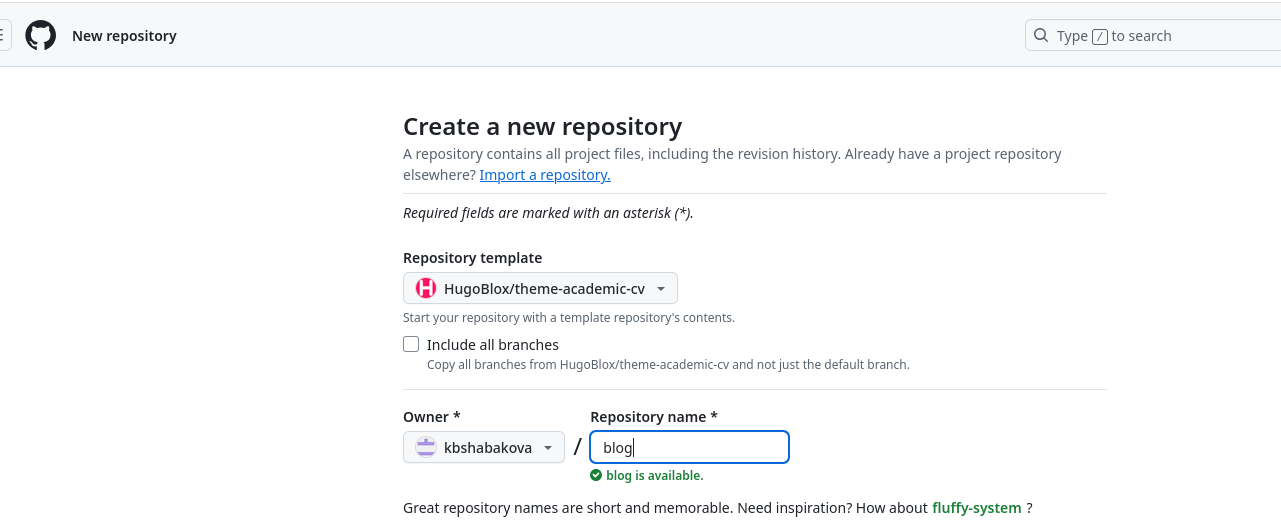 New repository
Type / to search
Create a new repository
A repository contains all project files, including the revision history. Already have a project repository
elsewhere? Import a repository.
Required fields are marked with an asterisk (*).
Repository template
HugoBlox/theme-academic-cv
Start your repository with a template repository's contents.
Include all branches
Copy all branches from HugoBlox/theme-academic-cv and not just the default branch.
Owner * Repository name *
kbshabakova / blog
blog is available.
Great repository names are short and memorable. Need inspiration? How about fluffy-system ?